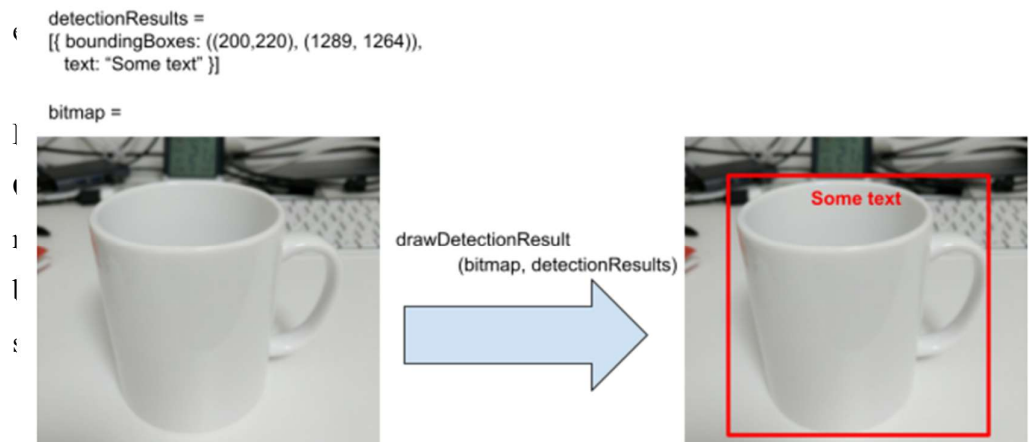 detectionResults =
[{ boundingBoxes: ((200,220), (1289, 1264)),
text: “Some text” }]
bitmap =
drawDetectionResult
(bitmap, detectionResults)
Some text